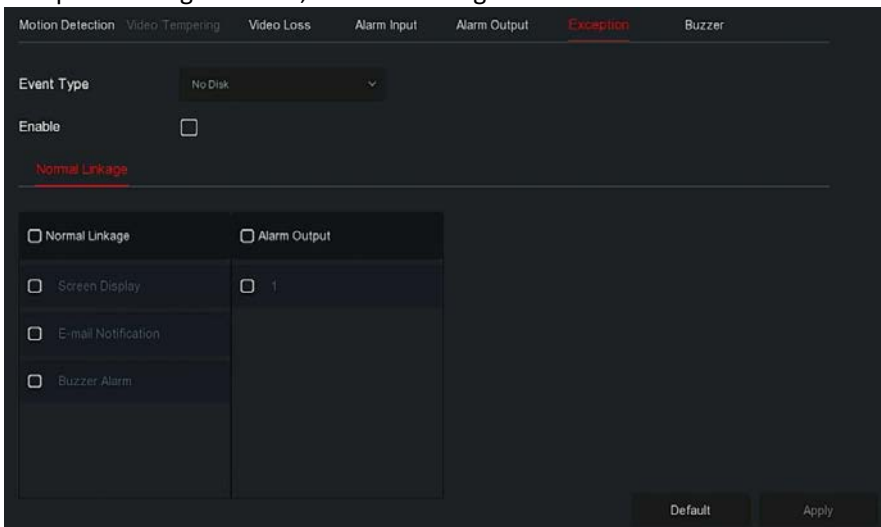 Motion Detection Video Tempering Video Loss Alarm Input Alarm Output Exception Buzzer
Event Type No Disk
Enable
Normal Linkage
Normal Linkage Alarm Output
Screen Display 1
E-mail Notification
Buzzer Alarm
Default Apply